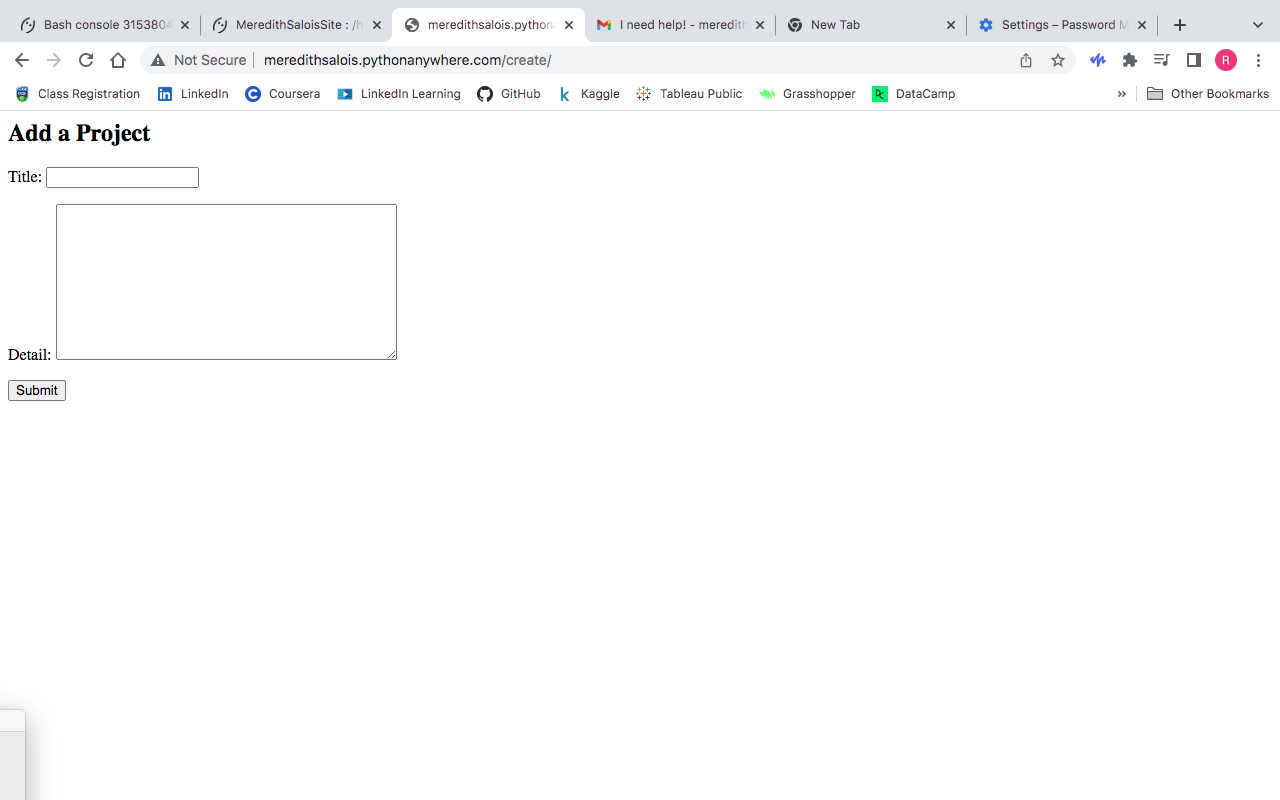 Bash console 3153804
MeredithSaloisSite : /h
meredithsalois.python
I need help! - meredith
New Tab
Settings – Password M
Not Secure
meredithsalois.pythonanywhere.com/create/
R
Class Registration
LinkedIn
Coursera
LinkedIn Learning
GitHub
Kaggle
Tableau Public
Grasshopper
DataCamp
»
Other Bookmarks
Add a Project
Title:
Detail:
Submit